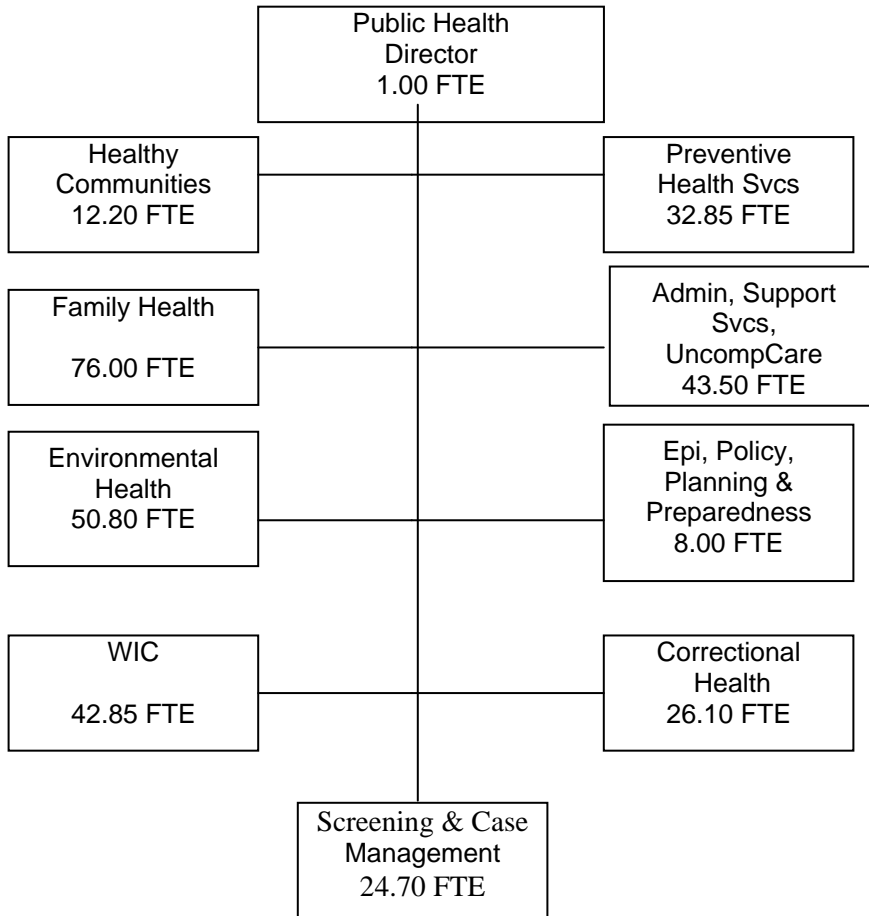 Public Health
Director
1.00 FTE
Healthy
Communities
12.20 FTE
Preventive
Health Svcs
32.85 FTE
Family Health
76.00 FTE
Admin, Support
Svcs,
UncompCare
43.50 FTE
Environmental
Health
50.80 FTE
Epi, Policy,
Planning &
Preparedness
8.00 FTE
WIC
42.85 FTE
Correctional
Health
26.10 FTE
Screening & Case
Management
24.70 FTE